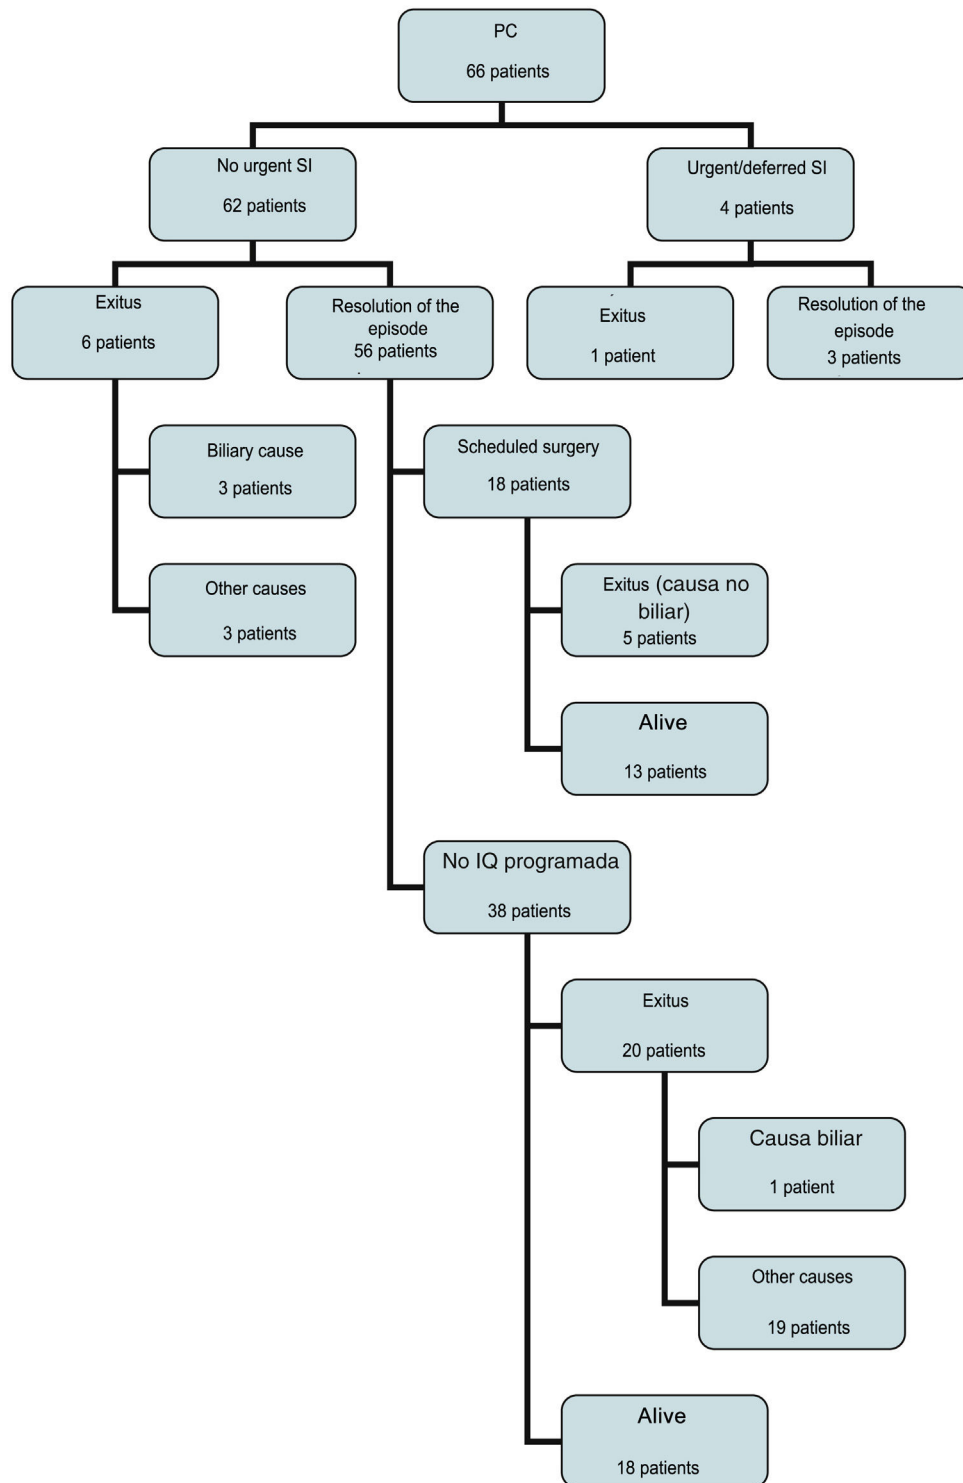 PC
66 patients
No urgent SI
62 patients
Urgent/deferred SI
4 patients
Exitus
6 patients
Resolution of the
episode
56 patients
Exitus
1 patient
Resolution of the
episode
3 patients
Biliary cause
3 patients
Other causes
3 patients
Scheduled surgery
18 patients
Exitus (causa no
biliar)
5 patients
Alive
13 patients
No IQ programada
38 patients
Exitus
20 patients
Causa biliar
1 patient
Other causes
19 patients
Alive
18 patients